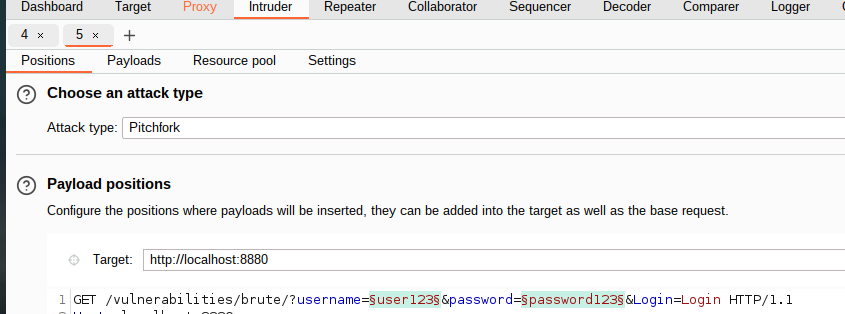 Dashboard Target Proxy Intruder Repeater Collaborator Sequencer Decoder Comparer Logger
4 × 5 × +
Positions Payloads Resource pool Settings
? Choose an attack type
Attack type: Pitchfork
? Payload positions
Configure the positions where payloads will be inserted, they can be added into the target as well as the base request.
Target: http://localhost:8880
1 GET /vulnerabilities/brute/?username=§user123§&password=§password123§&Login=Login HTTP/1.1